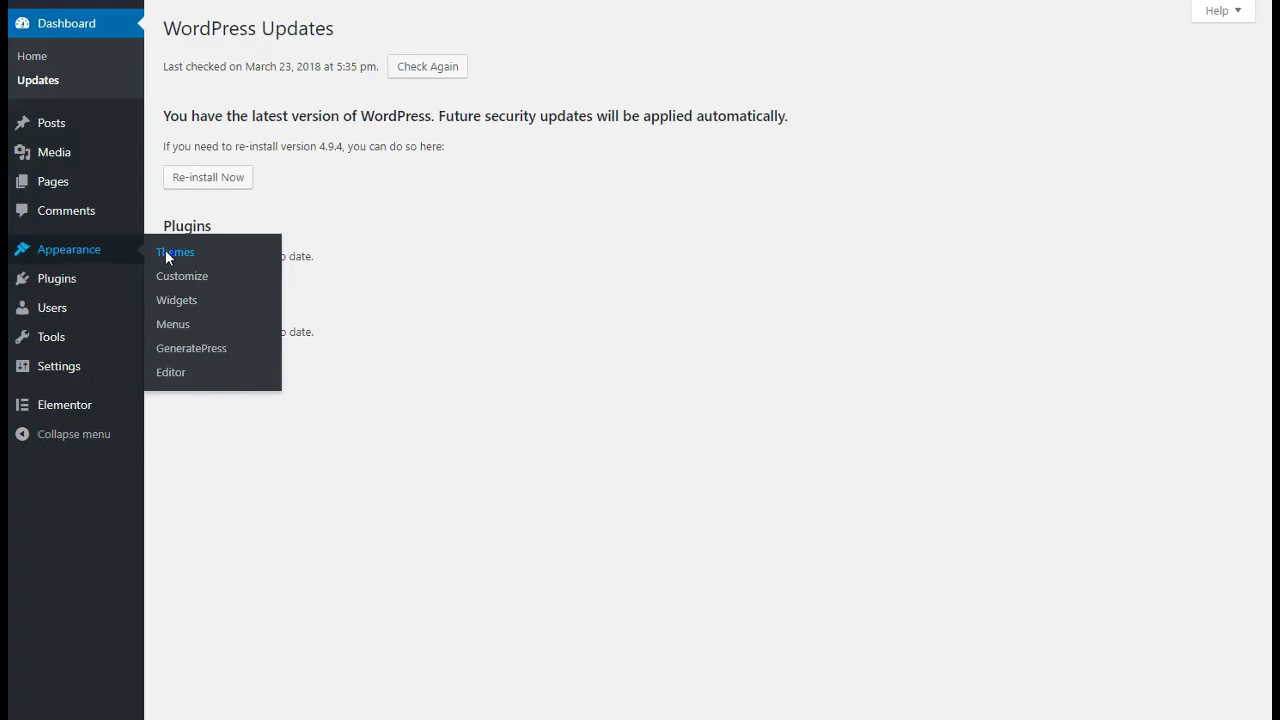 Dashboard
Home
Updates
Posts
Media
Pages
Comments
Appearance
Plugins
Users
Tools
Settings
Elementor
Collapse menu
Themes
Customize
Widgets
Menus
GeneratePress
Editor
Help
WordPress Updates
Last checked on March 23, 2018 at 5:35 pm. Check Again
You have the latest version of WordPress. Future security updates will be applied automatically.
If you need to re-install version 4.9.4, you can do so here:
Re-install Now
Plugins
date.
date.